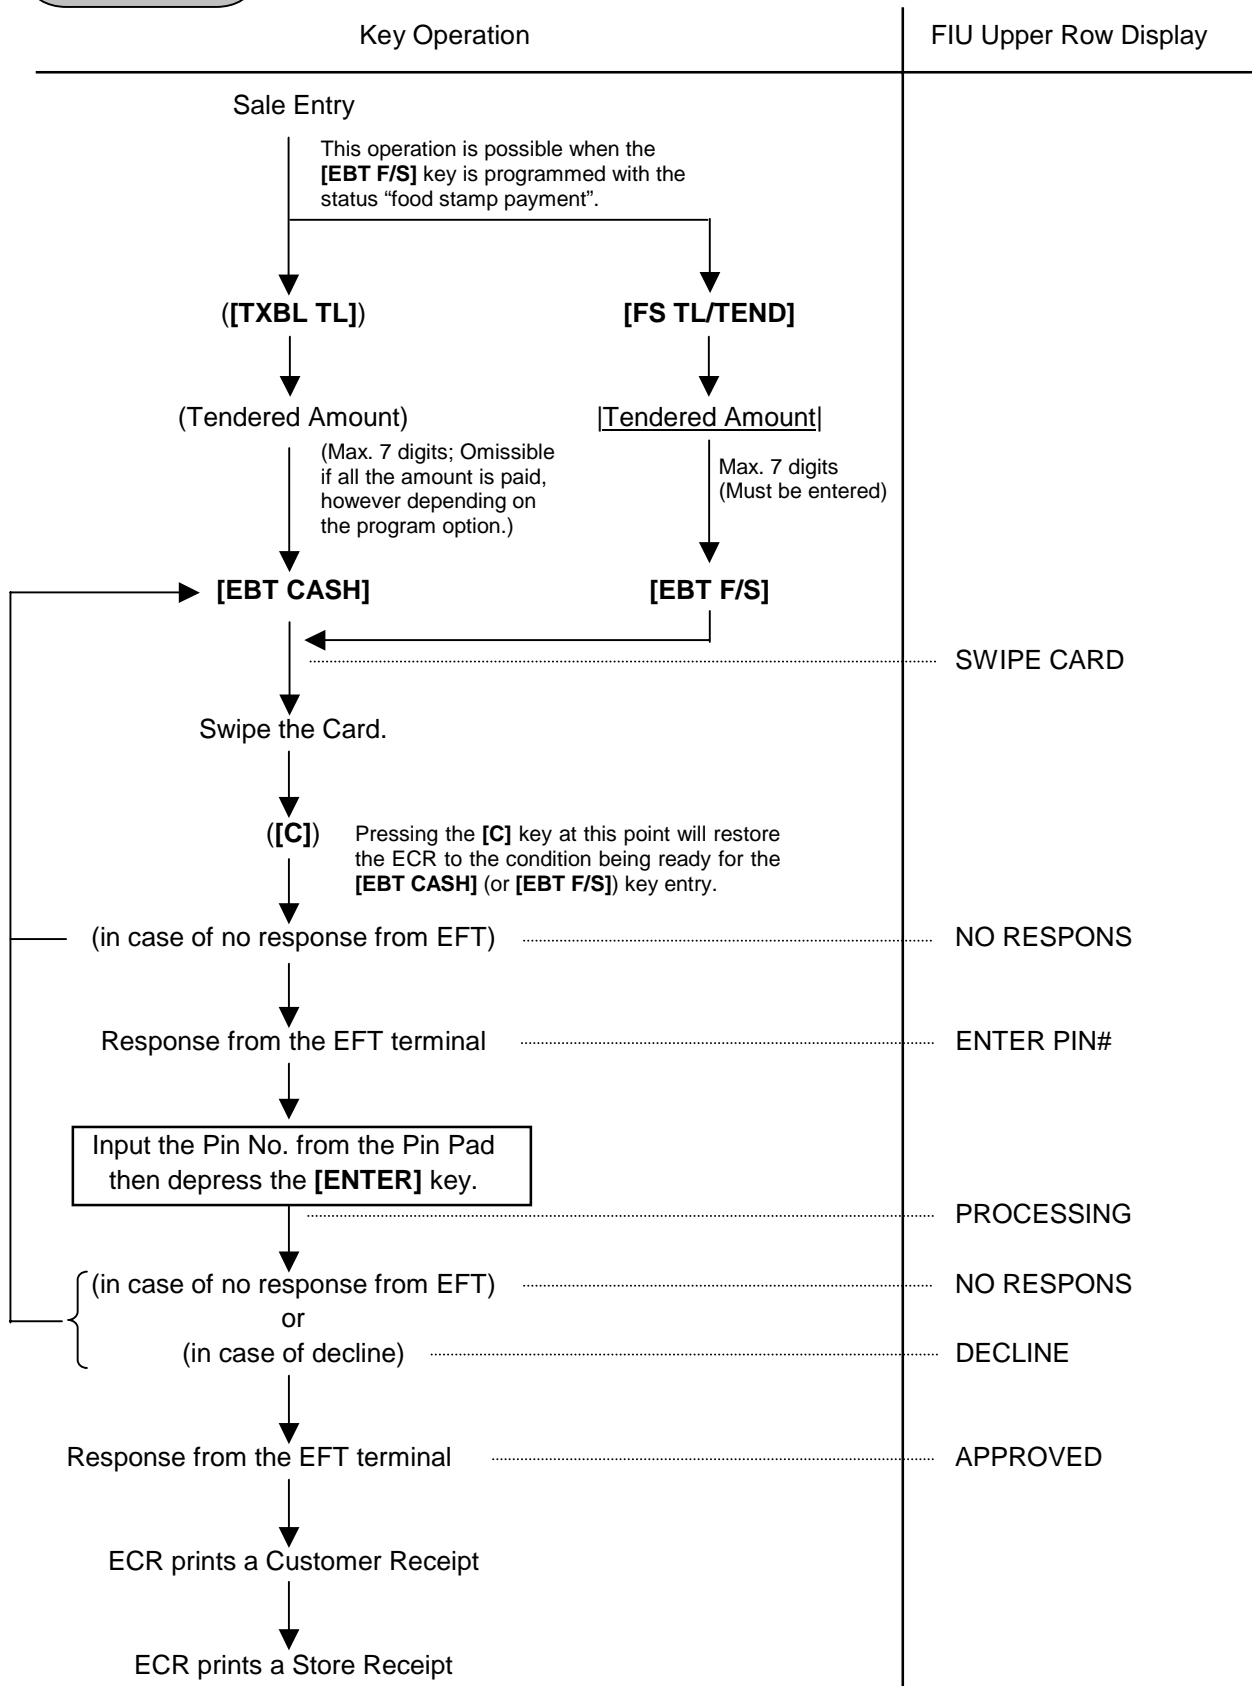 Key Operation
FIU Upper Row Display
Sale Entry
This operation is possible when the
[EBT F/S] key is programmed with the
status “food stamp payment”.
([TXBL TL])
[FS TL/TEND]
(Tendered Amount)
|Tendered Amount|
(Max. 7 digits; Omissible
if all the amount is paid,
however depending on
the program option.)
Max. 7 digits
(Must be entered)
[EBT CASH]
[EBT F/S]
SWIPE CARD
Swipe the Card.
([C])
Pressing the [C] key at this point will restore
the ECR to the condition being ready for the
[EBT CASH] (or [EBT F/S]) key entry.
(in case of no response from EFT)
NO RESPONS
Response from the EFT terminal
ENTER PIN#
Input the Pin No. from the Pin Pad
then depress the [ENTER] key.
PROCESSING
(in case of no response from EFT)
NO RESPONS
or
(in case of decline)
DECLINE
Response from the EFT terminal
APPROVED
ECR prints a Customer Receipt
ECR prints a Store Receipt